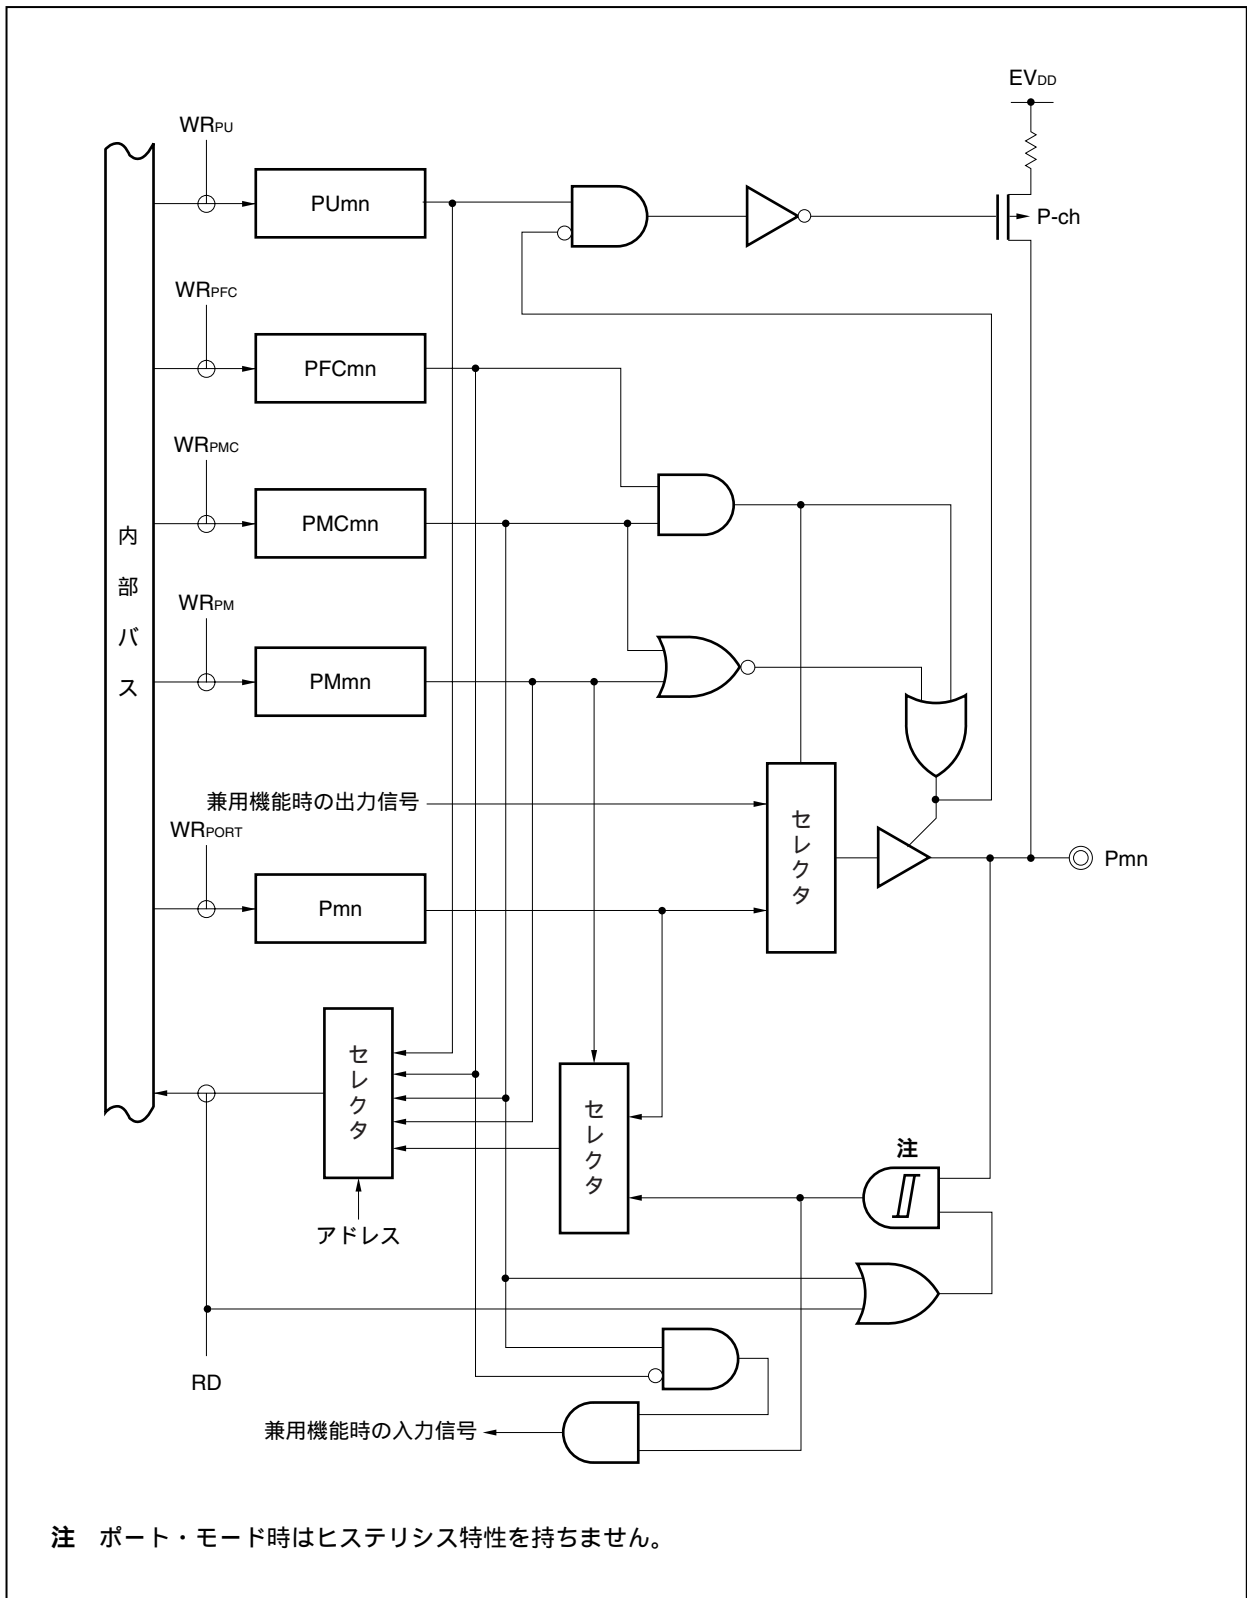 EVDD
WRPU
PUmn
P-ch
WRPFC
PFCmn
WRPMC
PMCmn
内部バス
WRPM
PMmn
兼用機能時の出力信号
セレクタ
WRPORT
Pmn
Pmn
セレクタ
セレクタ
注
アドレス
RD
兼用機能時の入力信号
注 ポート・モード時はヒステリシス特性を持ちません。